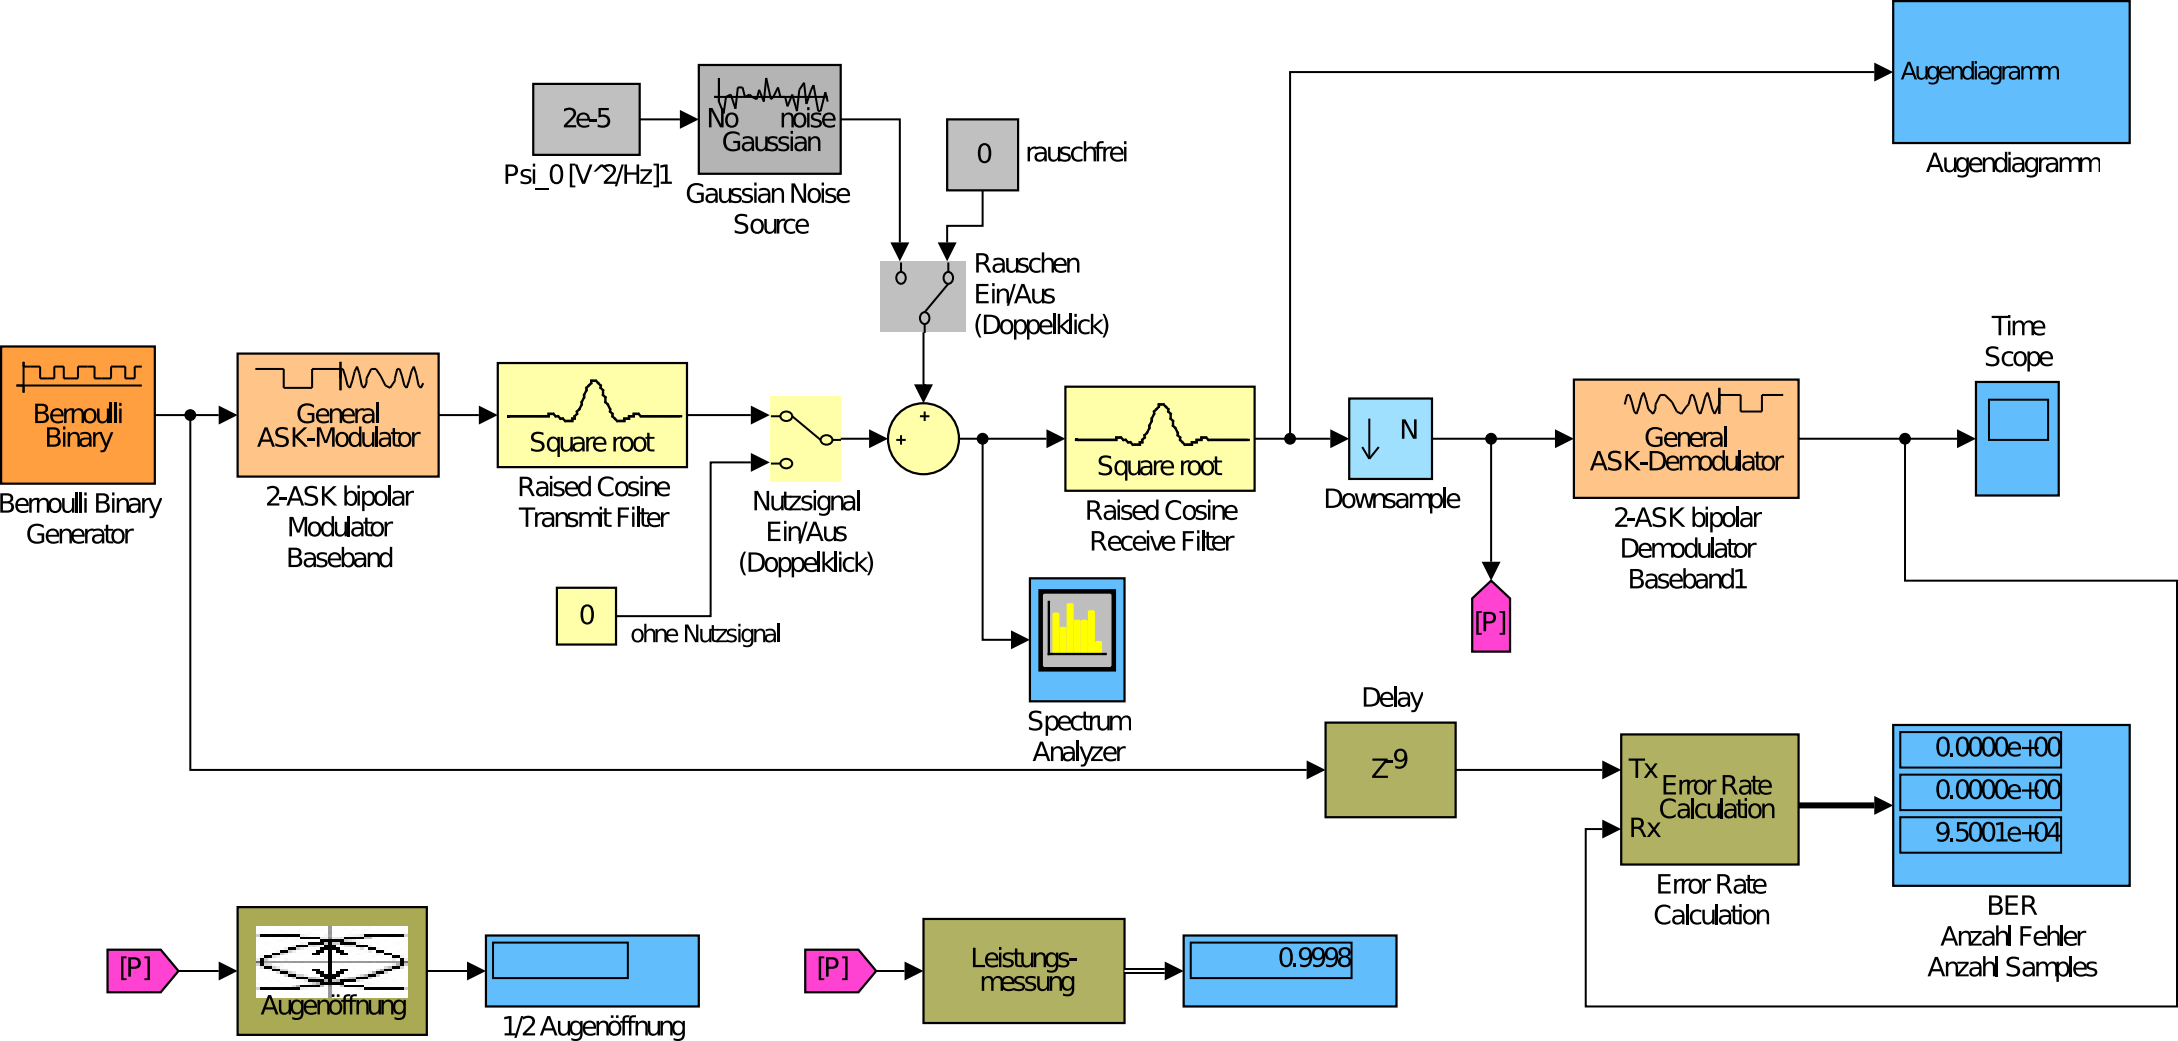 Augendiagramm
Augendiagramm
2e-5
Psi_0 [V^2/Hz]1
No noise
Gaussian
Gaussian Noise
Source
0
rauschfrei
Rauschen
Ein/Aus
(Doppelklick)
Bernoulli
Binary
Bernoulli Binary
Generator
General
ASK-Modulator
2-ASK bipolar
Modulator
Baseband
Square root
Raised Cosine
Transmit Filter
Nutzsignal
Ein/Aus
(Doppelklick)
0
ohne Nutzsignal
+
+
Square root
Raised Cosine
Receive Filter
Spectrum
Analyzer
N
Downsample
[P]
General
ASK-Demodulator
2-ASK bipolar
Demodulator
Baseband1
Time
Scope
Delay
Z-9
Tx
Rx
Error Rate
Calculation
Error Rate
Calculation
0.0000e+00
0.0000e+00
9.5001e+04
BER
Anzahl Fehler
Anzahl Samples
[P]
Augenöffnung
1/2 Augenöffnung
[P]
Leistungs-
messung
0.9998